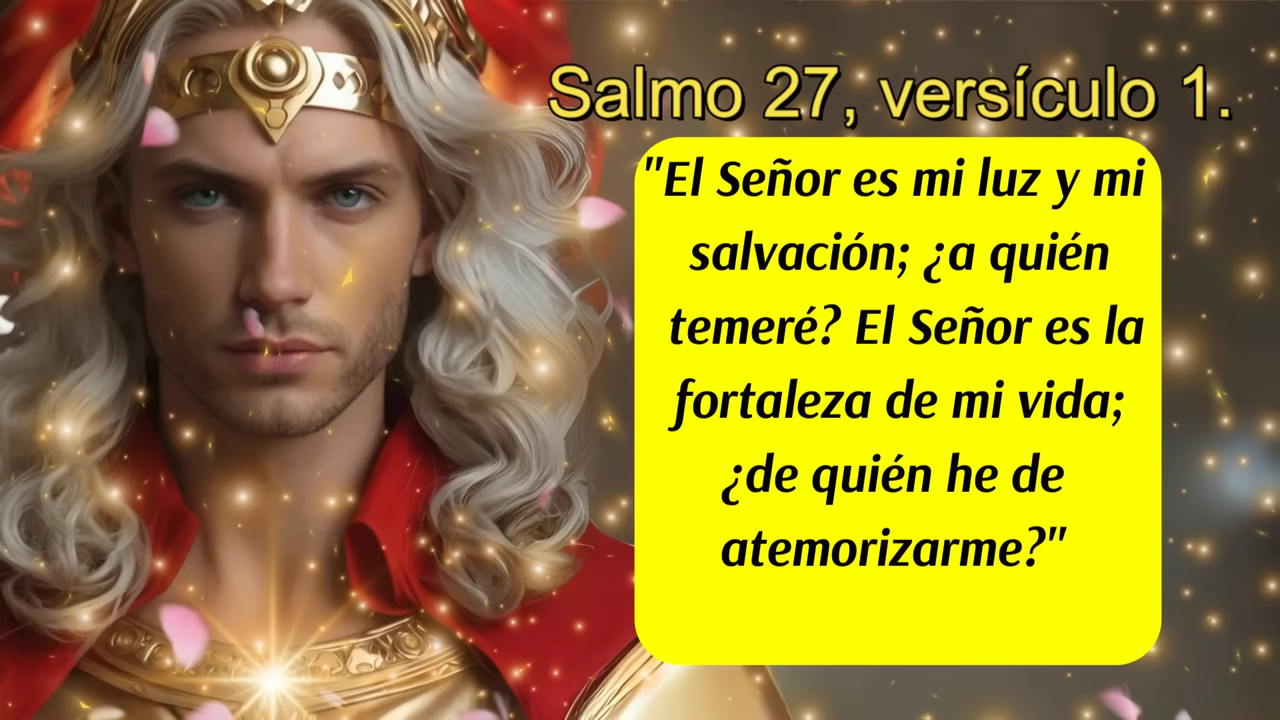 Salmo 27, versículo 1.
"El Señor es mi luz y mi
salvación; ¿a quién
temeré? El Señor es la
fortaleza de mi vida;
¿de quién he de
atemorizarme?"